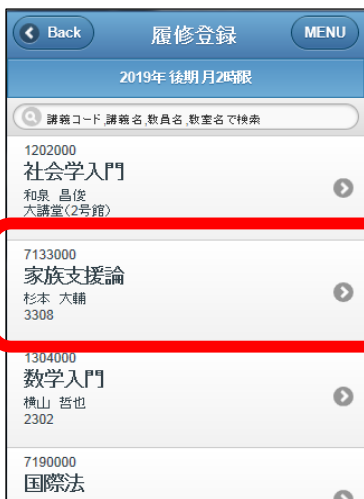 Back 履修登録 MENU
2019年 後期 月2時限
講義コード,講義名,教員名,教室名で検索
1202000
社会学入門
和泉 昌俊
大講堂(2号館)
7133000
家族支援論
杉本 大輔
3308
1304000
数学入門
横山 哲也
2302
7190000
国際法